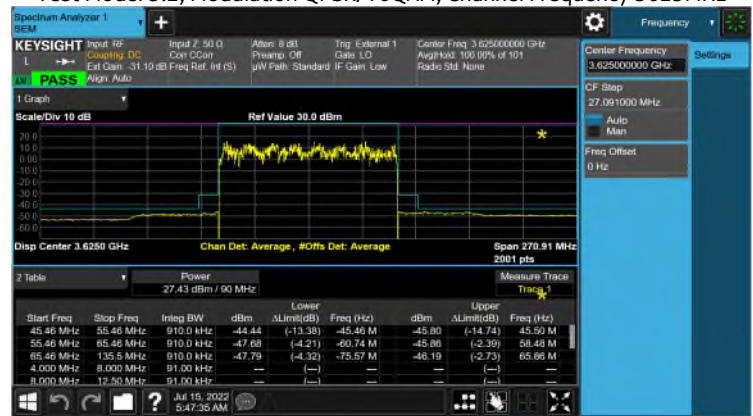 Spectrum Analyzer 1
SEM
+
Frequency
KEYSIGHT
L
PASS
Input: RF
Coupling: DC
Ext Gain: -31.10 dB
Align: Auto
Input Z: 50 Ω
Corr CCorr
Freq Ref: Int (S)
Atten: 8 dB
Preamp: Off
µW Path: Standard
Trig: External 1
Gate: LO
IF Gain: Low
Center Freq: 3.625000000 GHz
Avg|Hold: 100.00% of 101
Radio Std: None
Center Frequency
3.625000000 GHz
Settings
CF Step
27.091000 MHz
Auto
Man
Freq Offset
0 Hz
1 Graph
Scale/Div 10 dB
Ref Value 30.0 dBm
20.0
10.0
0.00
-10.0
-20.0
-30.0
-40.0
-50.0
-60.0
Disp Center 3.6250 GHz
Chan Det: Average, #Offs Det: Average
Span 270.91 MHz
2001 pts
2 Table
Power
27.43 dBm / 90 MHz
Measure Trace
Trace 1
Lower
Upper
Start Freq Stop Freq Integ BW dBm ΔLimit(dB) Freq (Hz) dBm ΔLimit(dB) Freq (Hz)
45.46 MHz 55.46 MHz 910.0 kHz -44.44 (-13.38) -45.46 M -45.80 (-14.74) 45.50 M
55.46 MHz 65.46 MHz 910.0 kHz -47.68 (-4.21) -60.74 M -45.86 (-2.39) 58.48 M
65.46 MHz 135.5 MHz 910.0 kHz -47.79 (-4.32) -75.57 M -46.19 (-2.73) 65.86 M
4.000 MHz 8.000 MHz 91.00 kHz — (—) — (—)
8.000 MHz 12.50 MHz 91.00 kHz — (—) — (—)
?
Jul 15, 2022
5:47:35 AM